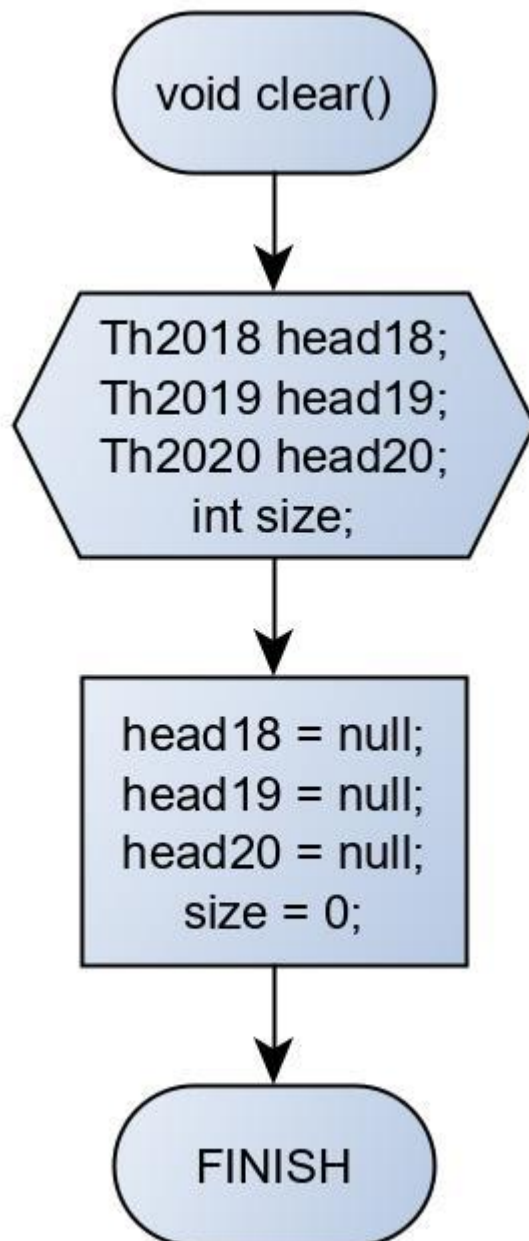 void clear()
Th2018 head18;
Th2019 head19;
Th2020 head20;
int size;
head18 = null;
head19 = null;
head20 = null;
size = 0;
FINISH